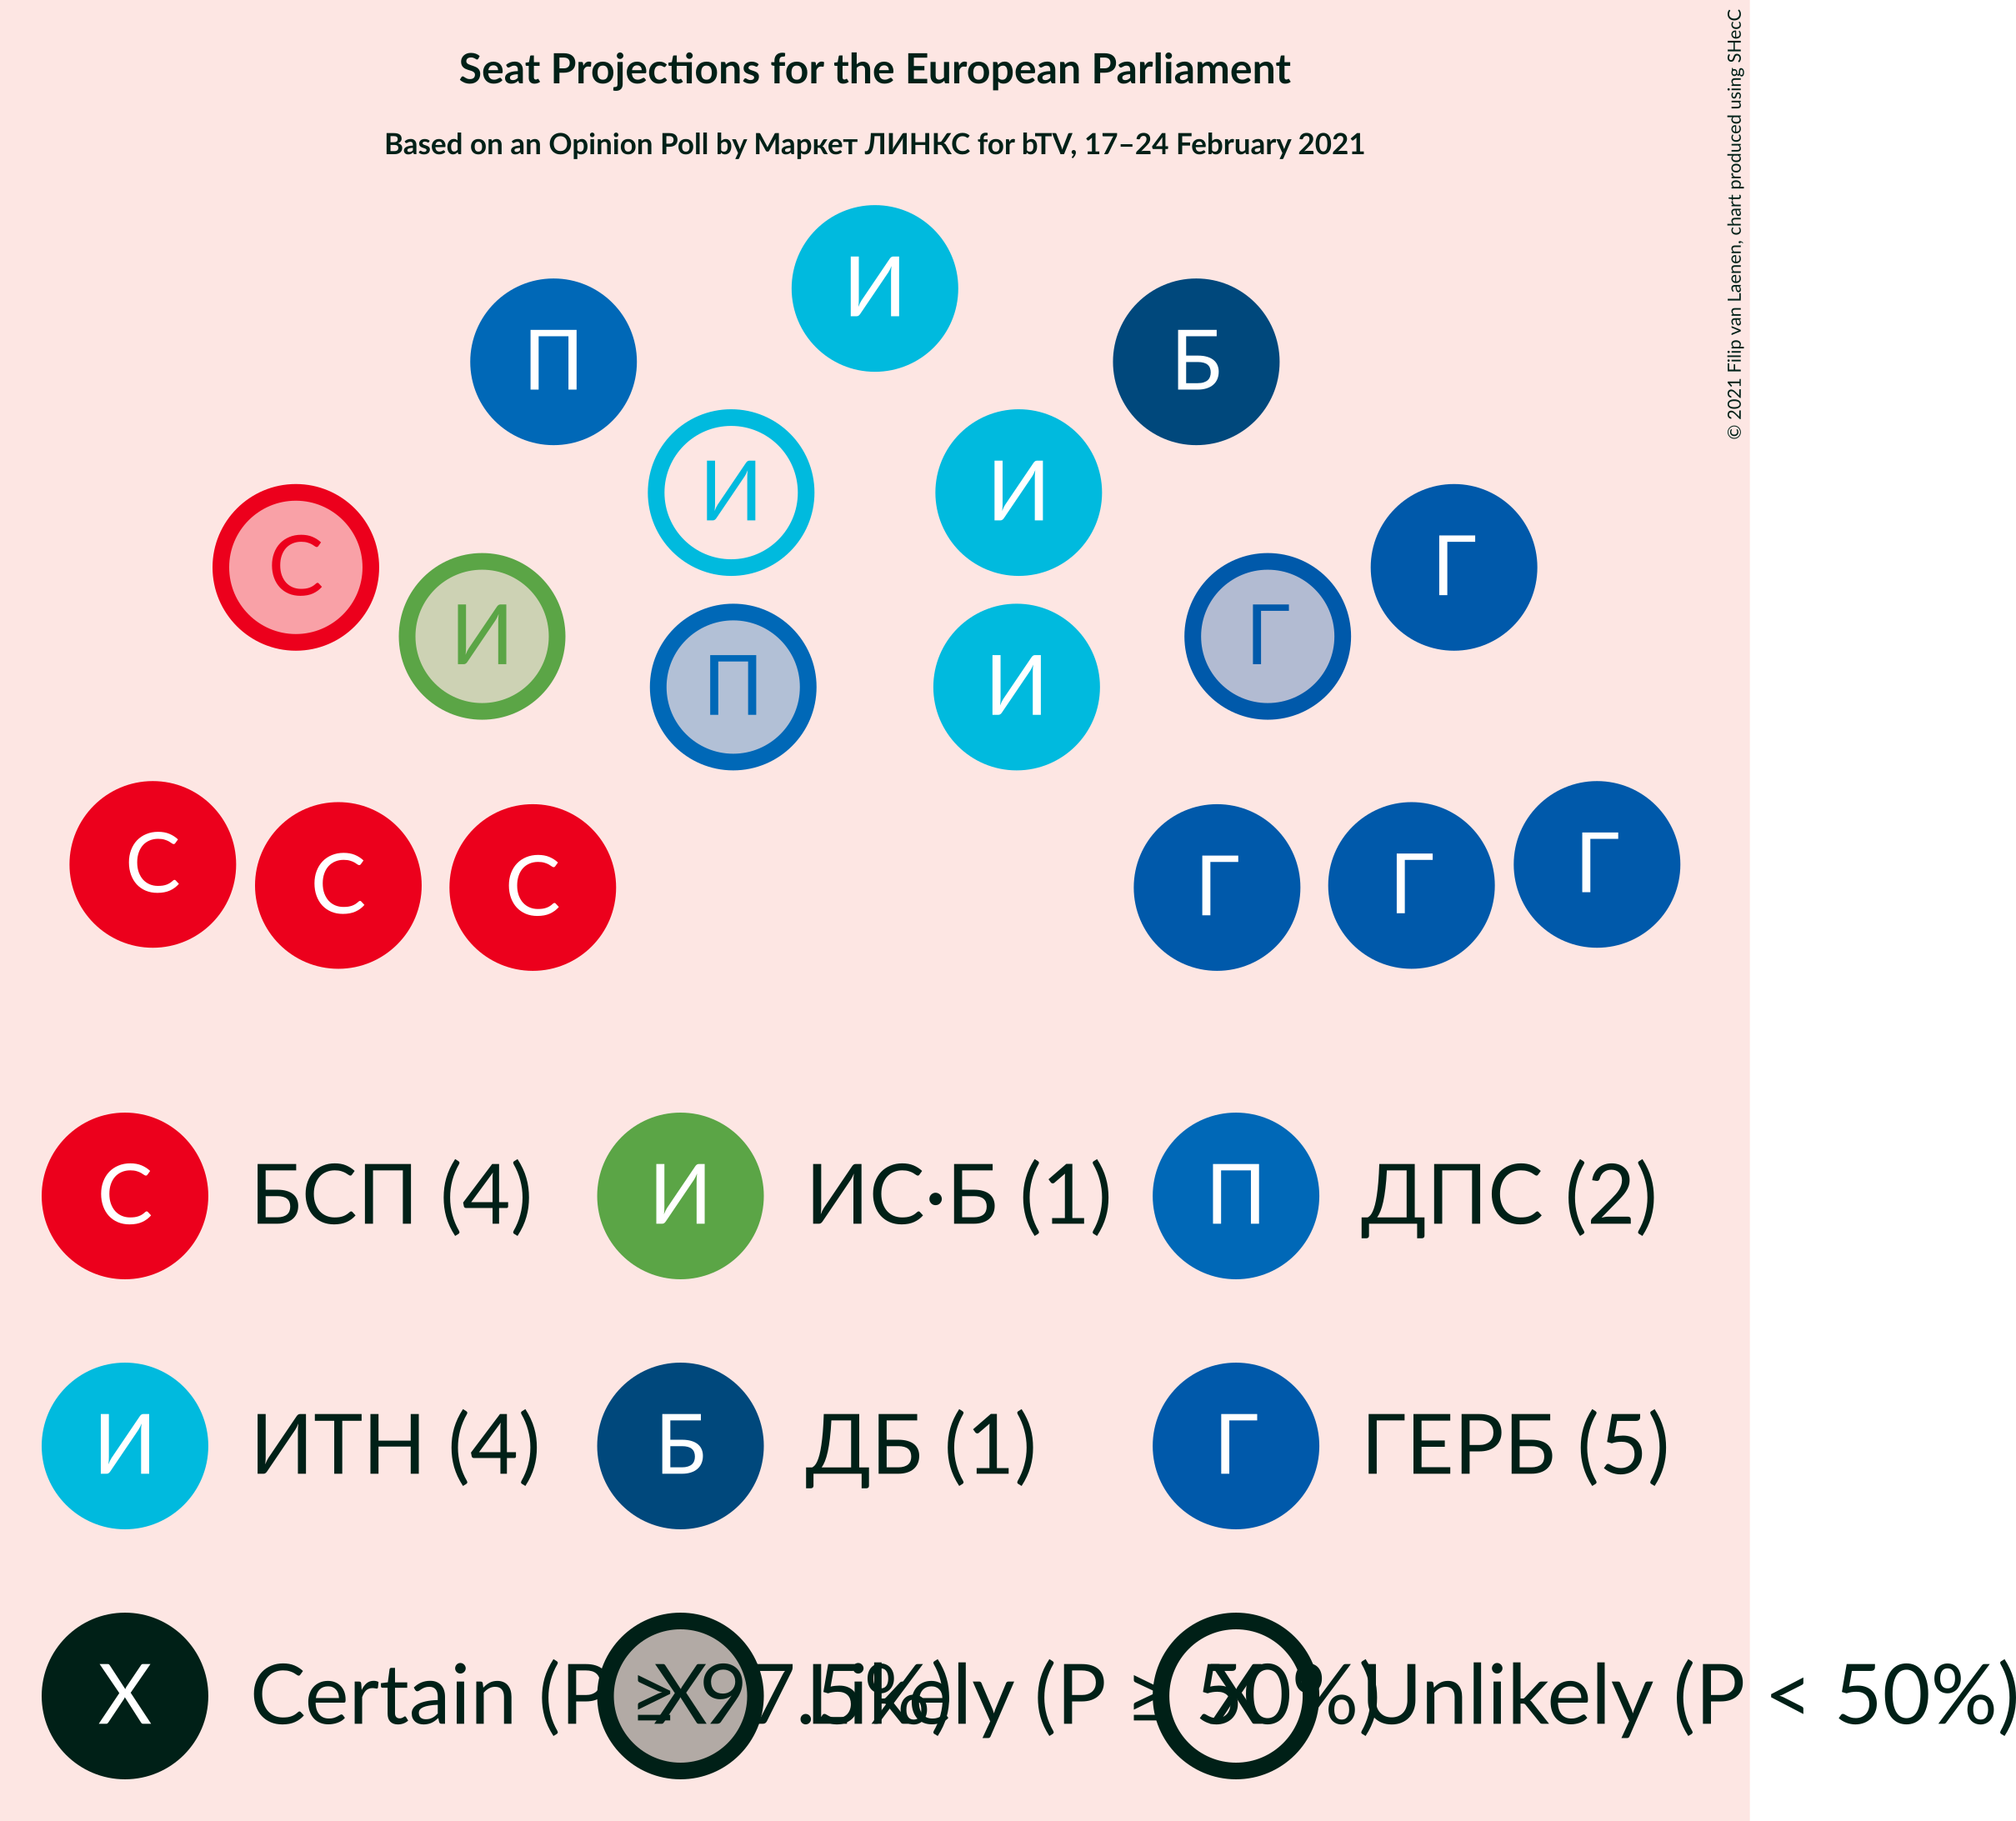 Seat Projections for the European Parliament
Based on an Opinion Poll by Маркет ЛИНКС for bTV, 17–24 February 2021
© 2021 Filip van Laenen, chart produced using SHecC
И
П
Б
И
И
С
Г
И
Г
П
И
С
С
С
Г
Г
Г
С БСП (4)
И ИС•Б (1)
П ДПС (2)
И ИТН (4)
Б ДБ (1)
Г ГЕРБ (5)
X Certain (P ≥ 97.5%)
X Likely (P ≥ 50%)
X Unlikely (P < 50%)